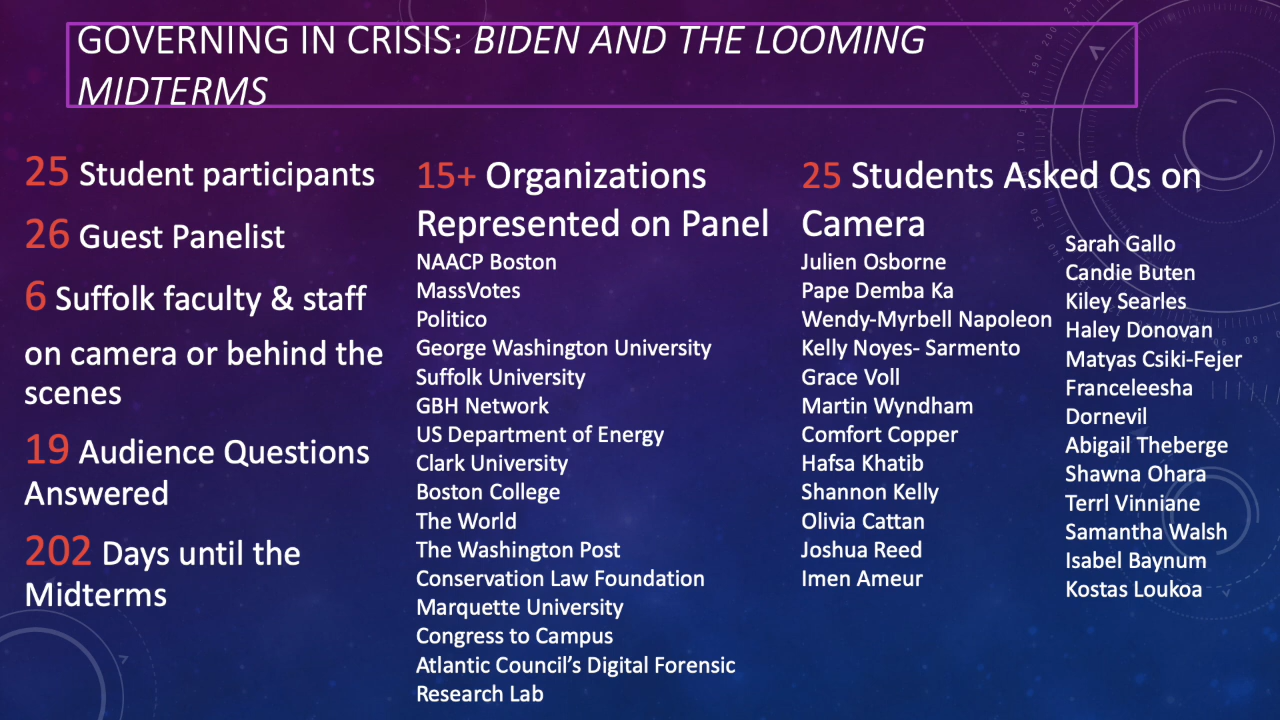 GOVERNING IN CRISIS: BIDEN AND THE LOOMING
MIDTERMS
25 Student participants
26 Guest Panelist
6 Suffolk faculty & staff
on camera or behind the
scenes
19 Audience Questions
Answered
202 Days until the
Midterms
15+ Organizations
Represented on Panel
NAACP Boston
MassVotes
Politico
George Washington University
Suffolk University
GBH Network
US Department of Energy
Clark University
Boston College
The World
The Washington Post
Conservation Law Foundation
Marquette University
Congress to Campus
Atlantic Council’s Digital Forensic
Research Lab
25 Students Asked Qs on
Camera
Julien Osborne
Pape Demba Ka
Wendy-Myrbell Napoleon
Kelly Noyes- Sarmento
Grace Voll
Martin Wyndham
Comfort Copper
Hafsa Khatib
Shannon Kelly
Olivia Cattan
Joshua Reed
Imen Ameur
Sarah Gallo
Candie Buten
Kiley Searles
Haley Donovan
Matyas Csiki-Fejer
Franceleesha
Dornevil
Abigail Theberge
Shawna Ohara
Terrl Vinniane
Samantha Walsh
Isabel Baynum
Kostas Loukoa